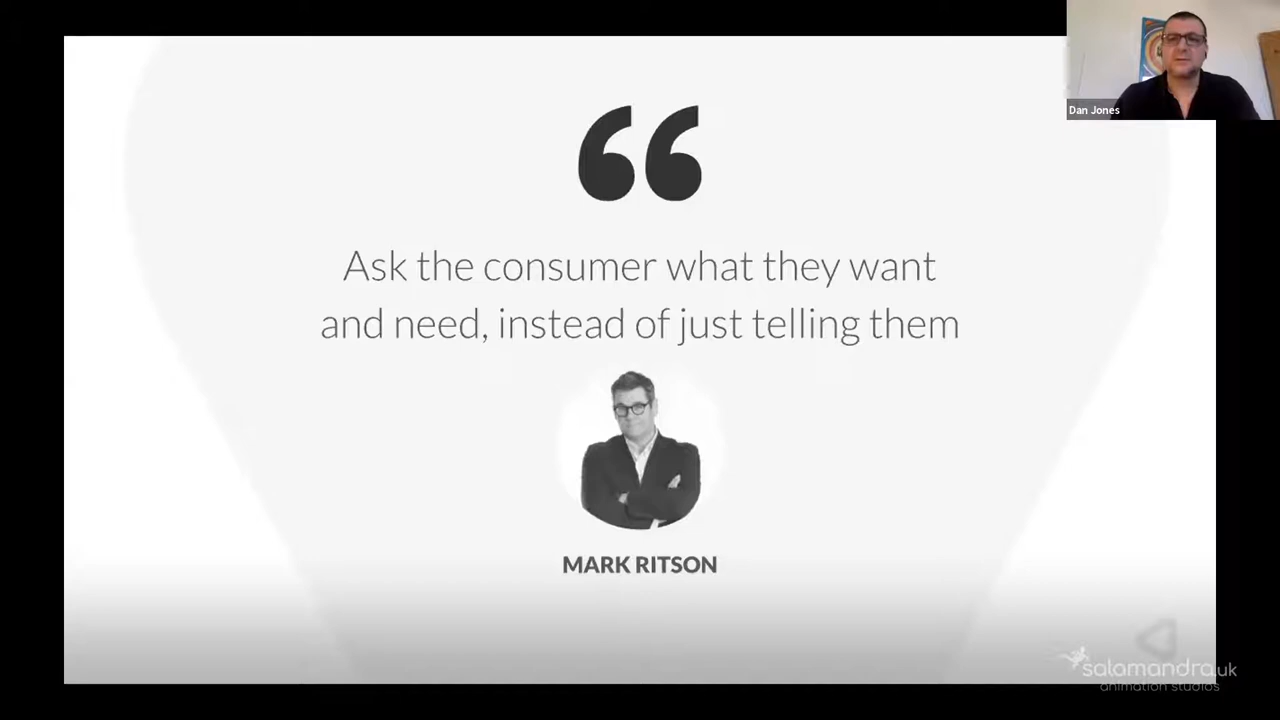 Dan Jones
“
Ask the consumer what they want
and need, instead of just telling them
MARK RITSON
salamandra.uk
animation studios